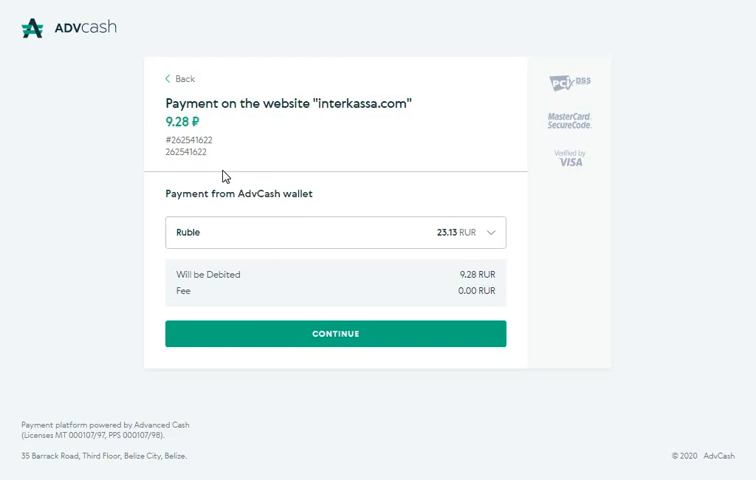 ADVcash
Back
Payment on the website "interkassa.com"
9.28 ₽
#262541622
262541622
PCI DSS
MasterCard.
SecureCode.
Verified by
VISA
Payment from AdvCash wallet
Ruble 23.13 RUR
Will be Debited 9.28 RUR
Fee 0.00 RUR
CONTINUE
Payment platform powered by Advanced Cash
(Licenses MT 000107/97, PPS 000107/98).
35 Barrack Road, Third Floor, Belize City, Belize.
© 2020 AdvCash